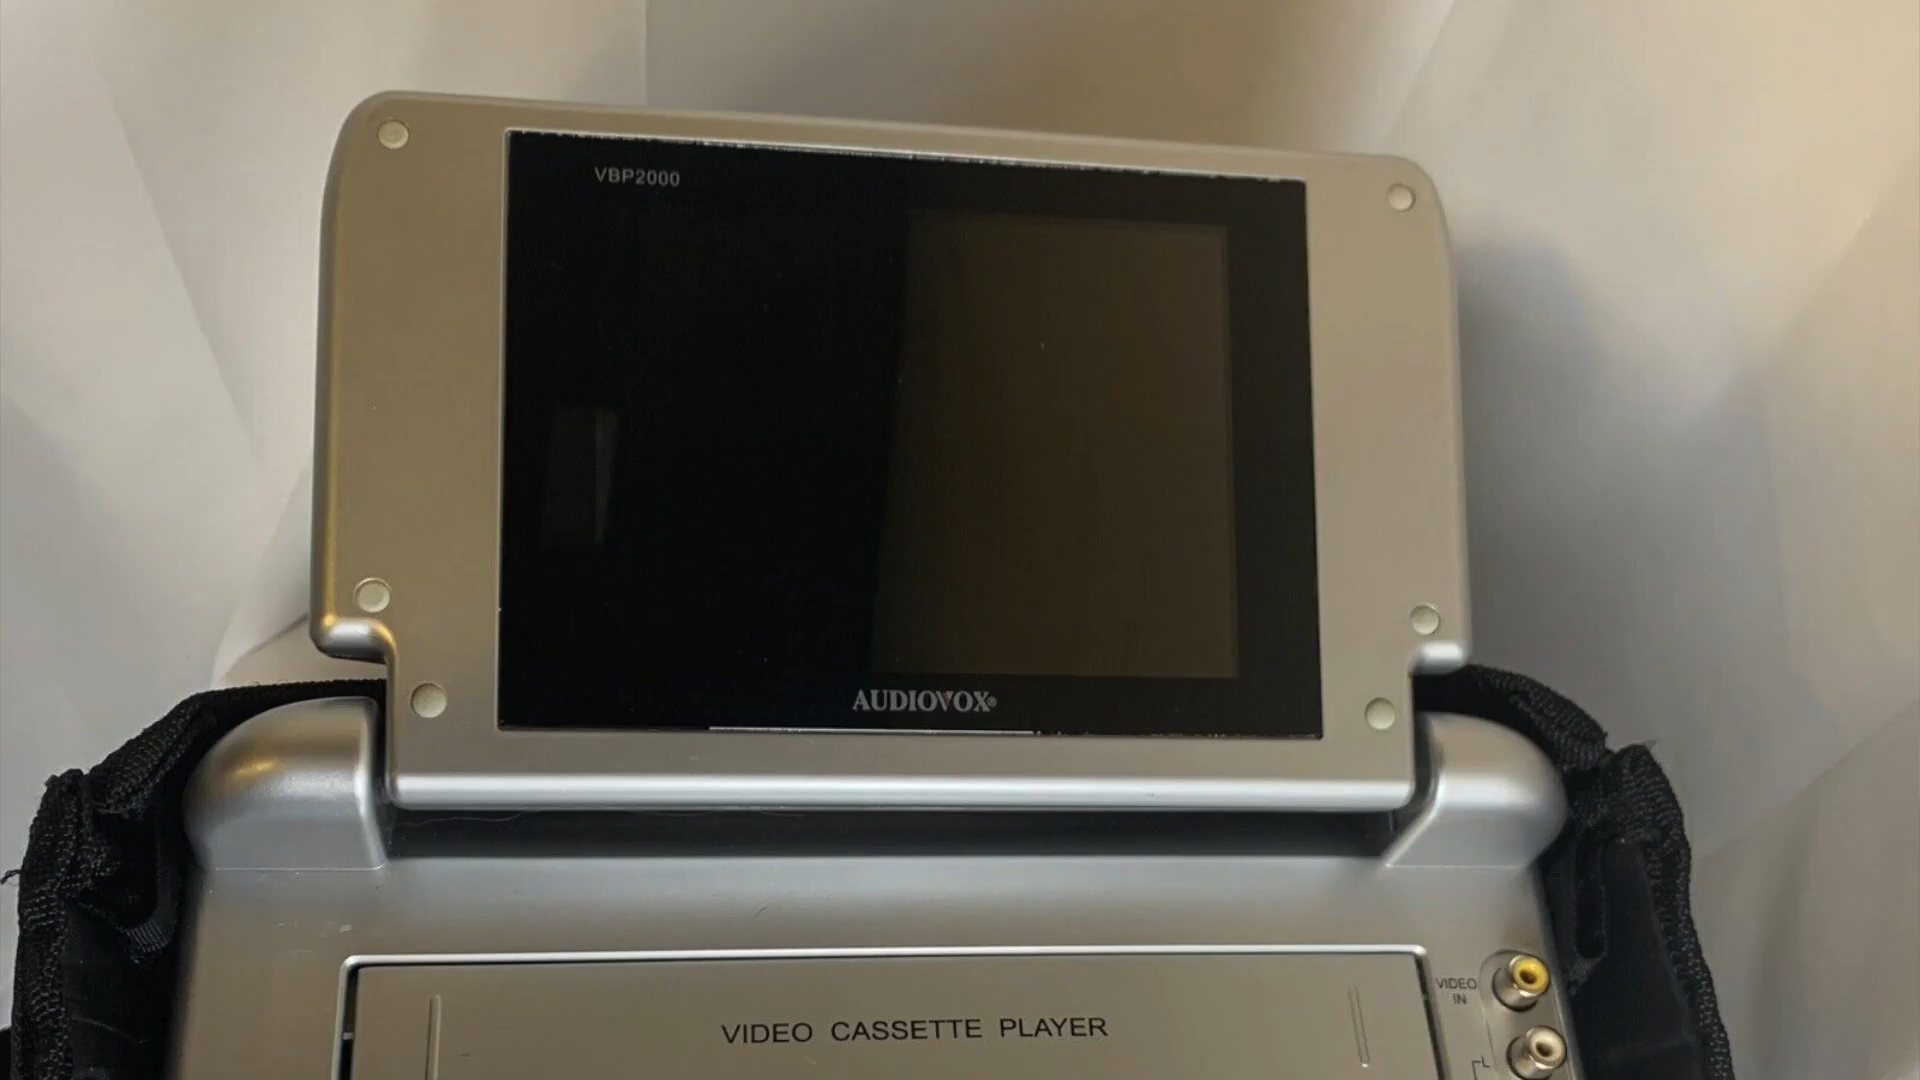 VBP2000
AUDIOVOX®
VIDEO CASSETTE PLAYER
VIDEO
IN
L